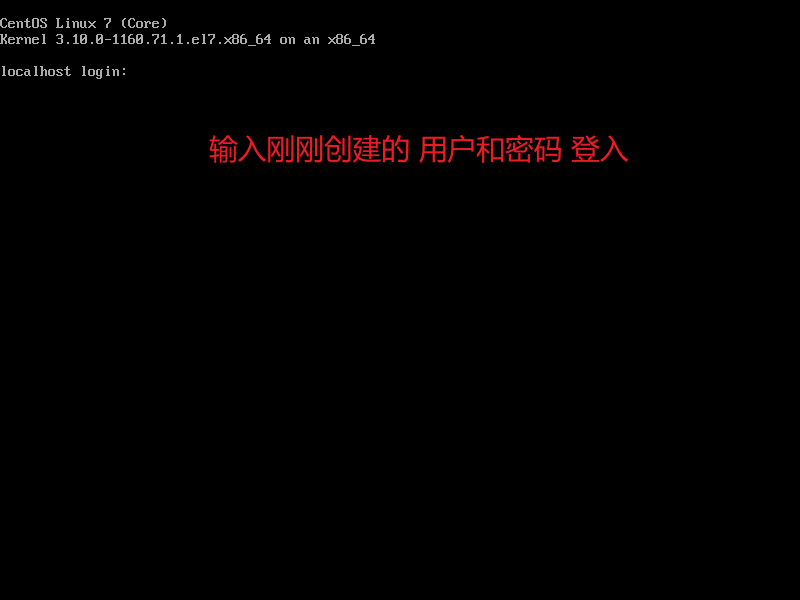 CentOS Linux 7 (Core)
Kernel 3.10.0-1160.71.1.el7.x86_64 on an x86_64
localhost login:
输入刚刚创建的 用户和密码 登入